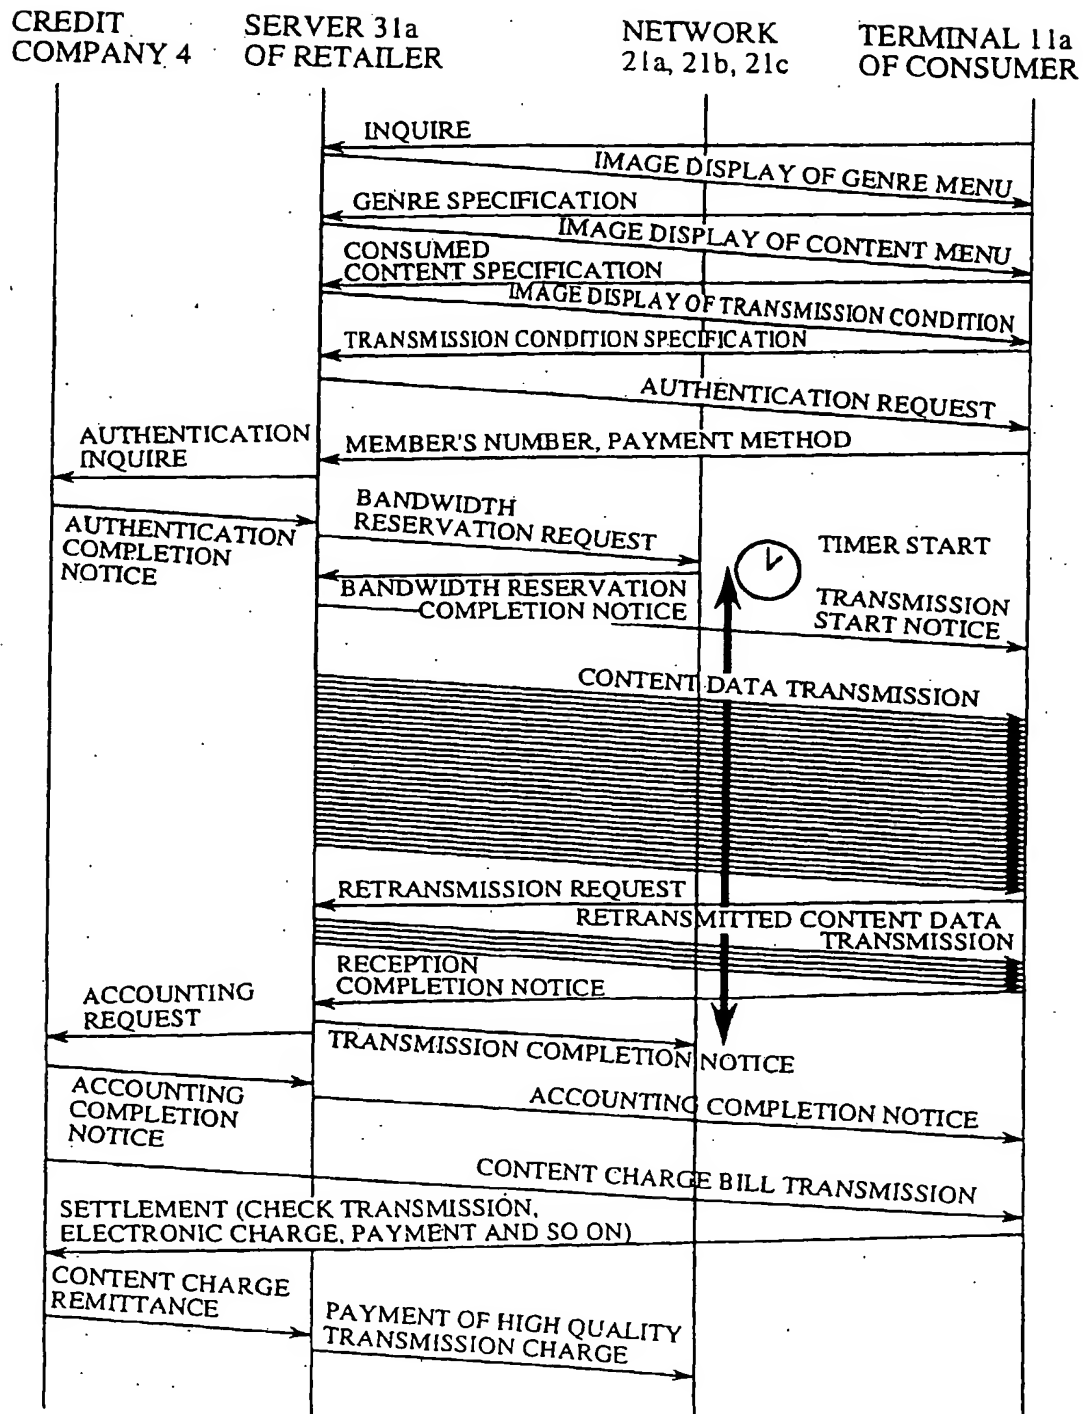 CREDIT
COMPANY 4
SERVER 31a
OF RETAILER
NETWORK
21a, 21b, 21c
TERMINAL 11a
OF CONSUMER
INQUIRE
IMAGE DISPLAY OF GENRE MENU
GENRE SPECIFICATION
IMAGE DISPLAY OF CONTENT MENU
CONSUMED
CONTENT SPECIFICATION
IMAGE DISPLAY OF TRANSMISSION CONDITION
TRANSMISSION CONDITION SPECIFICATION
AUTHENTICATION REQUEST
AUTHENTICATION
INQUIRE
MEMBER'S NUMBER, PAYMENT METHOD
BANDWIDTH
RESERVATION REQUEST
AUTHENTICATION
COMPLETION
NOTICE
TIMER START
BANDWIDTH RESERVATION
COMPLETION NOTICE
TRANSMISSION
START NOTICE
CONTENT DATA TRANSMISSION
RETRANSMISSION REQUEST
RETRANSMITTED CONTENT DATA
TRANSMISSION
RECEPTION
COMPLETION NOTICE
ACCOUNTING
REQUEST
TRANSMISSION COMPLETION NOTICE
ACCOUNTING
COMPLETION
NOTICE
ACCOUNTING COMPLETION NOTICE
CONTENT CHARGE BILL TRANSMISSION
SETTLEMENT (CHECK TRANSMISSION,
ELECTRONIC CHARGE, PAYMENT AND SO ON)
CONTENT CHARGE
REMITTANCE
PAYMENT OF HIGH QUALITY
TRANSMISSION CHARGE